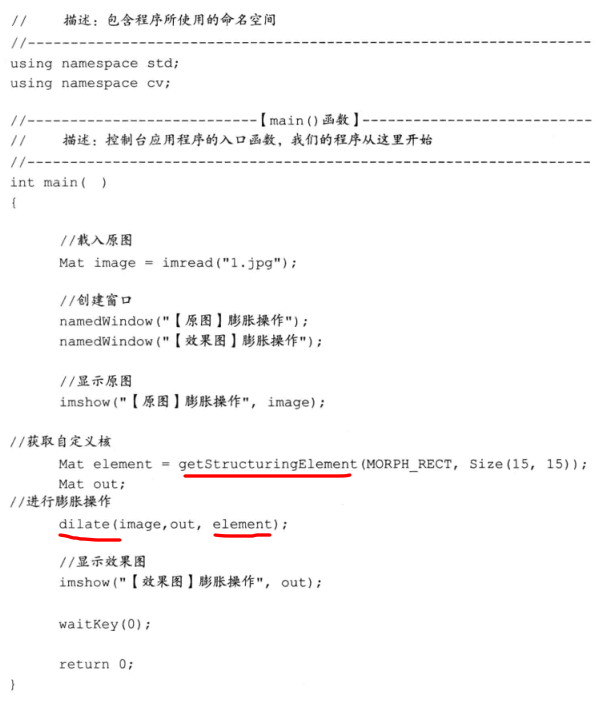 //    描述：包含程序所使用的命名空间
//--------------------------------------------------------------------
using namespace std;
using namespace cv;
//---------------------------【main()函数】----------------------------
//    描述：控制台应用程序的入口函数，我们的程序从这里开始
//--------------------------------------------------------------------
int main( )
{
//载入原图
Mat image = imread("1.jpg");
//创建窗口
namedWindow("【原图】膨胀操作");
namedWindow("【效果图】膨胀操作");
//显示原图
imshow("【原图】膨胀操作", image);
//获取自定义核
Mat element = getStructuringElement(MORPH_RECT, Size(15, 15));
Mat out;
//进行膨胀操作
dilate(image,out, element);
//显示效果图
imshow("【效果图】膨胀操作", out);
waitKey(0);
return 0;
}